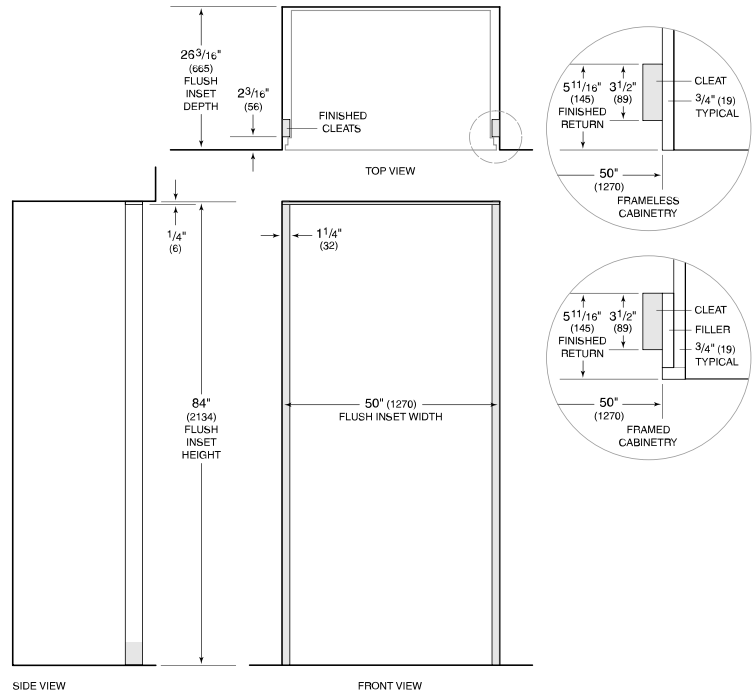 26 3/16"
(665)
FLUSH
INSET
DEPTH
2 3/16"
(56)
FINISHED
CLEATS
TOP VIEW
5 11/16"
(145)
FINISHED
RETURN
3 1/2"
(89)
CLEAT
3/4" (19)
TYPICAL
50"
(1270)
FRAMELESS
CABINETRY
1/4"
(6)
1 1/4"
(32)
5 11/16"
(145)
FINISHED
RETURN
3 1/2"
(89)
CLEAT
FILLER
3/4" (19)
TYPICAL
50"
(1270)
FRAMED
CABINETRY
84"
(2134)
FLUSH
INSET
HEIGHT
50" (1270)
FLUSH INSET WIDTH
SIDE VIEW
FRONT VIEW